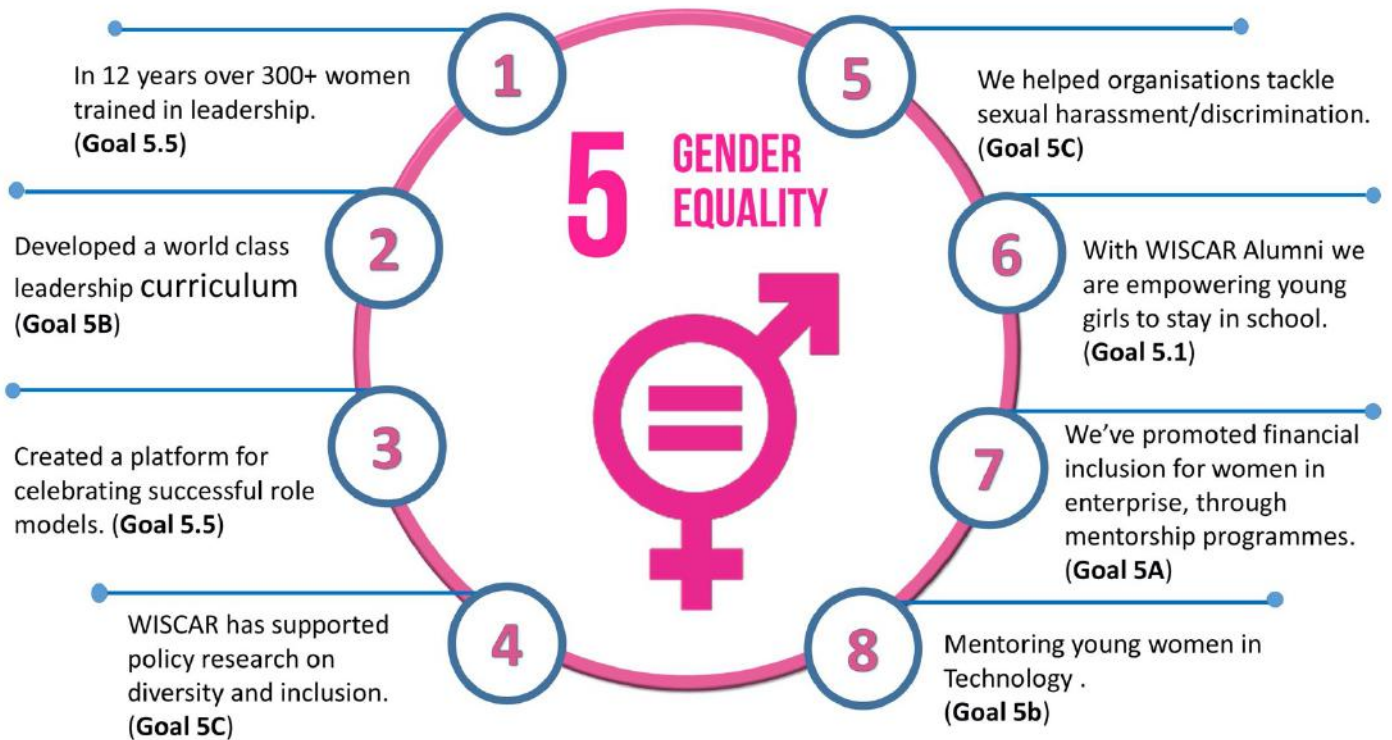 1
In 12 years over 300+ women
trained in leadership.
(Goal 5.5)
2
Developed a world class
leadership curriculum
(Goal 5B)
3
Created a platform for
celebrating successful role
models. (Goal 5.5)
4
WISCAR has supported
policy research on
diversity and inclusion.
(Goal 5C)
5 GENDER
EQUALITY
5
We helped organisations tackle
sexual harassment/discrimination.
(Goal 5C)
6
With WISCAR Alumni we
are empowering young
girls to stay in school.
(Goal 5.1)
7
We’ve promoted financial
inclusion for women in
enterprise, through
mentorship programmes.
(Goal 5A)
8
Mentoring young women in
Technology .
(Goal 5b)